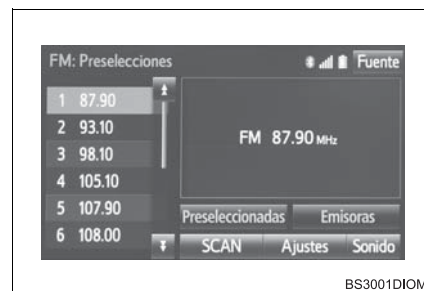 FM: Preselecciones Fuente
1 87.90
2 93.10
3 98.10
4 105.10
5 107.90
6 108.00
FM 87.90 MHz
Preseleccionadas Emisoras
SCAN Ajustes Sonido
BS3001DIOM